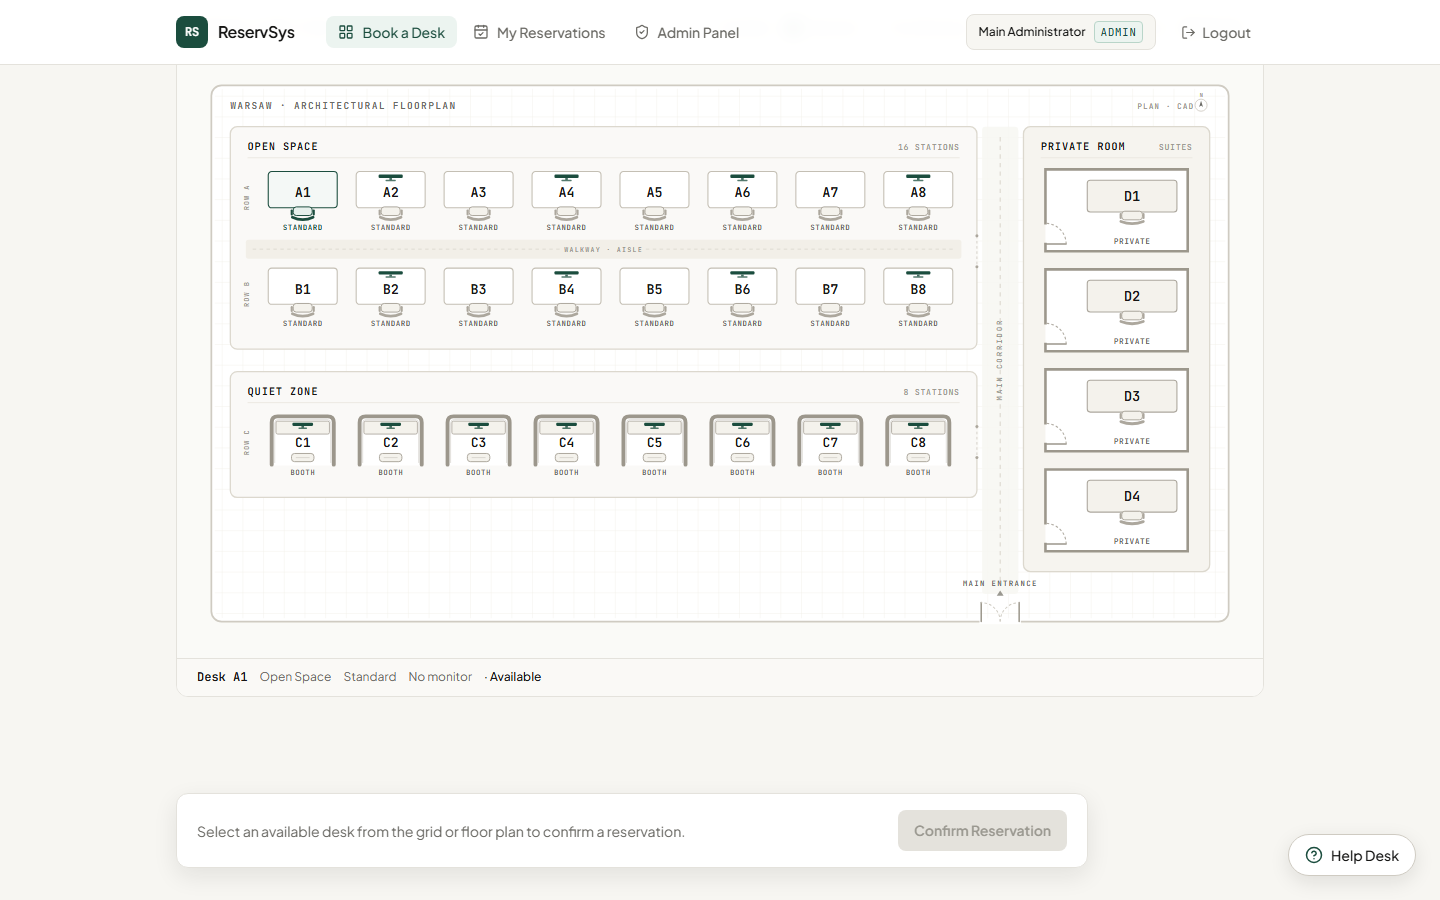 RS ReservSys Book a Desk My Reservations Admin Panel Main Administrator ADMIN Logout
WARSAW · ARCHITECTURAL FLOORPLAN
PLAN · CAD N A
OPEN SPACE 16 STATIONS
ROW A
A1 A2 A3 A4 A5 A6 A7 A8
STANDARD STANDARD STANDARD STANDARD STANDARD STANDARD STANDARD STANDARD
WALKWAY · AISLE
ROW B
B1 B2 B3 B4 B5 B6 B7 B8
STANDARD STANDARD STANDARD STANDARD STANDARD STANDARD STANDARD STANDARD
QUIET ZONE 8 STATIONS
ROW C
C1 C2 C3 C4 C5 C6 C7 C8
BOOTH BOOTH BOOTH BOOTH BOOTH BOOTH BOOTH BOOTH
MAIN CORRIDOR
PRIVATE ROOM SUITES
D1
PRIVATE
D2
PRIVATE
D3
PRIVATE
D4
PRIVATE
MAIN ENTRANCE
Desk A1 Open Space Standard No monitor · Available
Select an available desk from the grid or floor plan to confirm a reservation.
Confirm Reservation
Help Desk